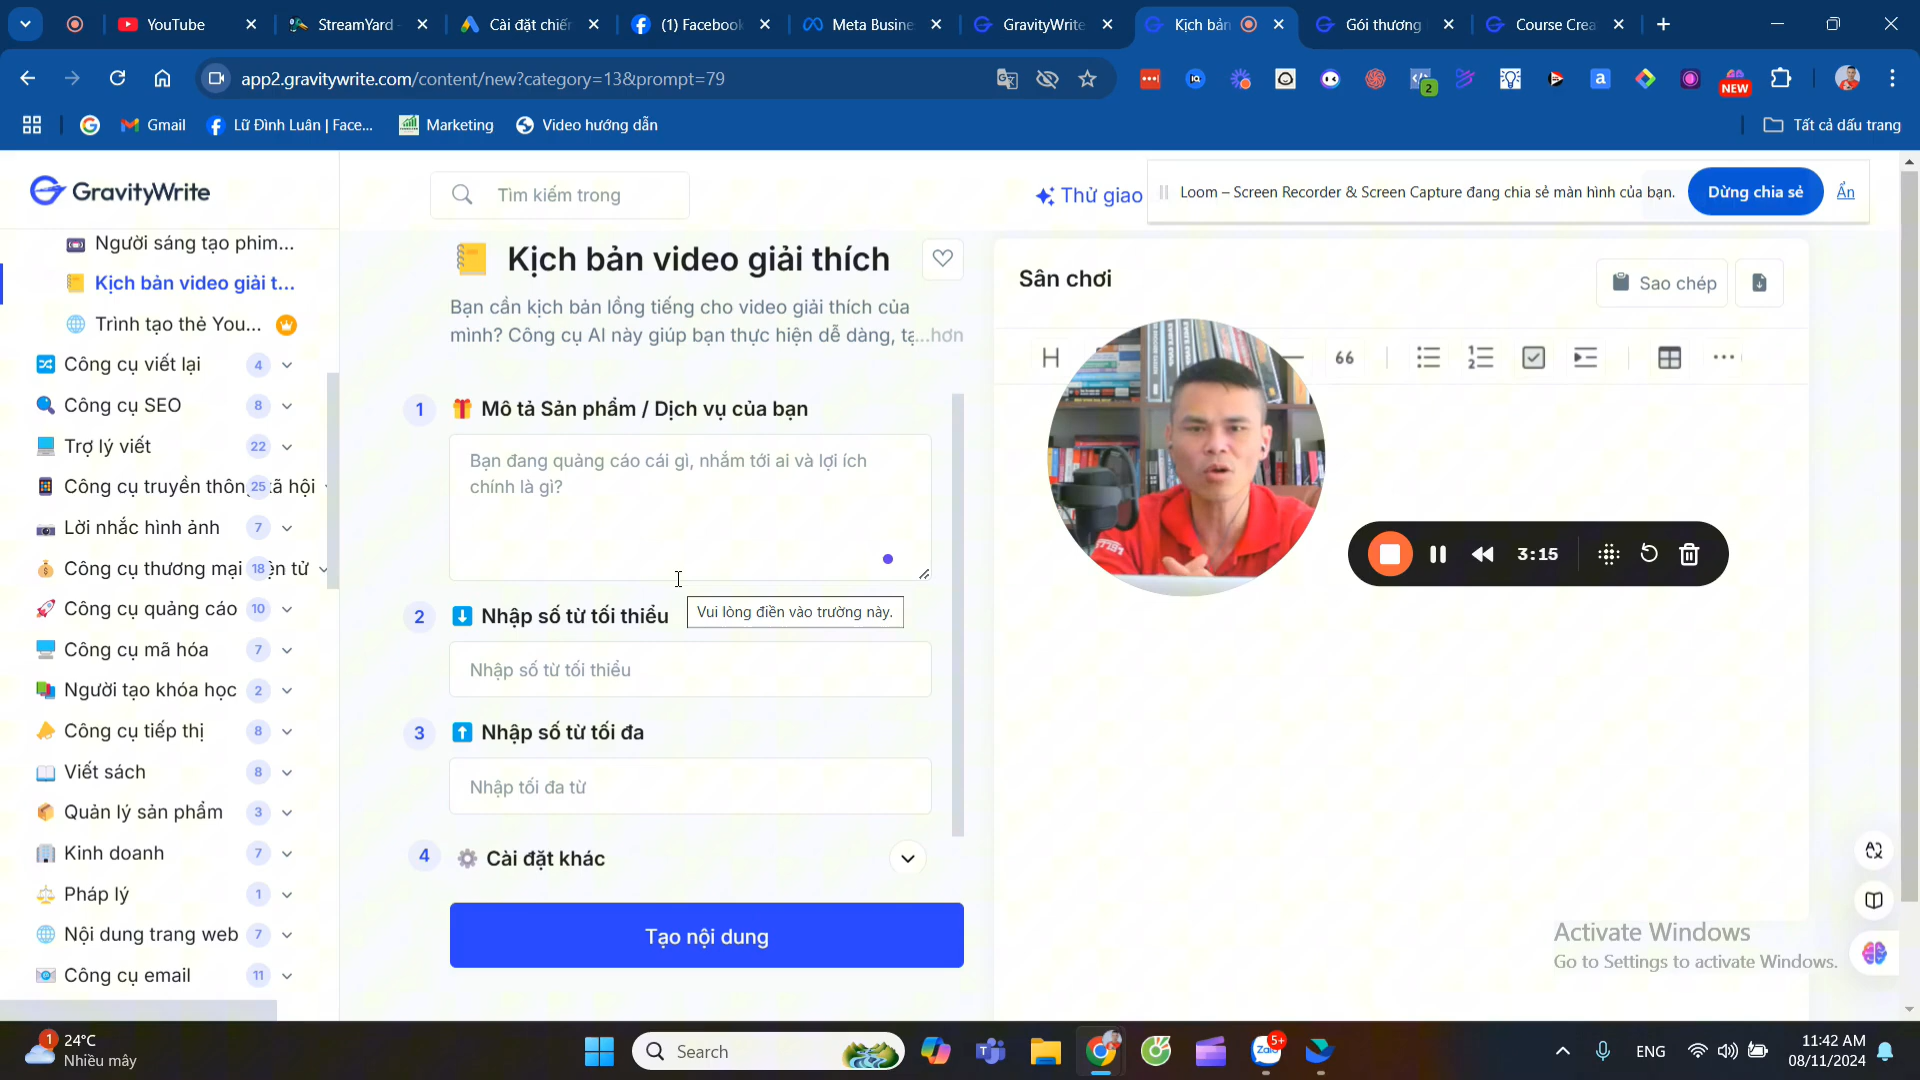 YouTube
StreamYard -
Cài đặt chiến
(1) Facebook
Meta Busine
GravityWrite
Kịch bản
Gói thương
Course Crea
app2.gravitywrite.com/content/new?category=13&prompt=79
2
NEW
Gmail
Lữ Đình Luân | Face...
Marketing
Video hướng dẫn
Tất cả dấu trang
GravityWrite
Tìm kiếm trong
Thử giao
Loom – Screen Recorder & Screen Capture đang chia sẻ màn hình của bạn.
Dừng chia sẻ
Ẩn
Người sáng tạo phim...
Kịch bản video giải t...
Trình tạo thẻ You...
Công cụ viết lại 4
Công cụ SEO 8
Trợ lý viết 22
Công cụ truyền thông xã hội 25
Lời nhắc hình ảnh 7
Công cụ thương mại điện tử 18
Công cụ quảng cáo 10
Công cụ mã hóa 7
Người tạo khóa học 2
Công cụ tiếp thị 8
Viết sách 8
Quản lý sản phẩm 3
Kinh doanh 7
Pháp lý 1
Nội dung trang web 7
Công cụ email 11
Kịch bản video giải thích
Bạn cần kịch bản lồng tiếng cho video giải thích của
mình? Công cụ AI này giúp bạn thực hiện dễ dàng, tạ...hơn
1 Mô tả Sản phẩm / Dịch vụ của bạn
Bạn đang quảng cáo cái gì, nhắm tới ai và lợi ích
chính là gì?
2 Nhập số từ tối thiểu
Vui lòng điền vào trường này.
Nhập số từ tối thiểu
3 Nhập số từ tối đa
Nhập tối đa từ
4 Cài đặt khác
Tạo nội dung
Sân chơi
Sao chép
H
66
3:15
Activate Windows
Go to Settings to activate Windows.
1
24°C
Nhiều mây
Search
Zalo
5+
ENG
11:42 AM
08/11/2024